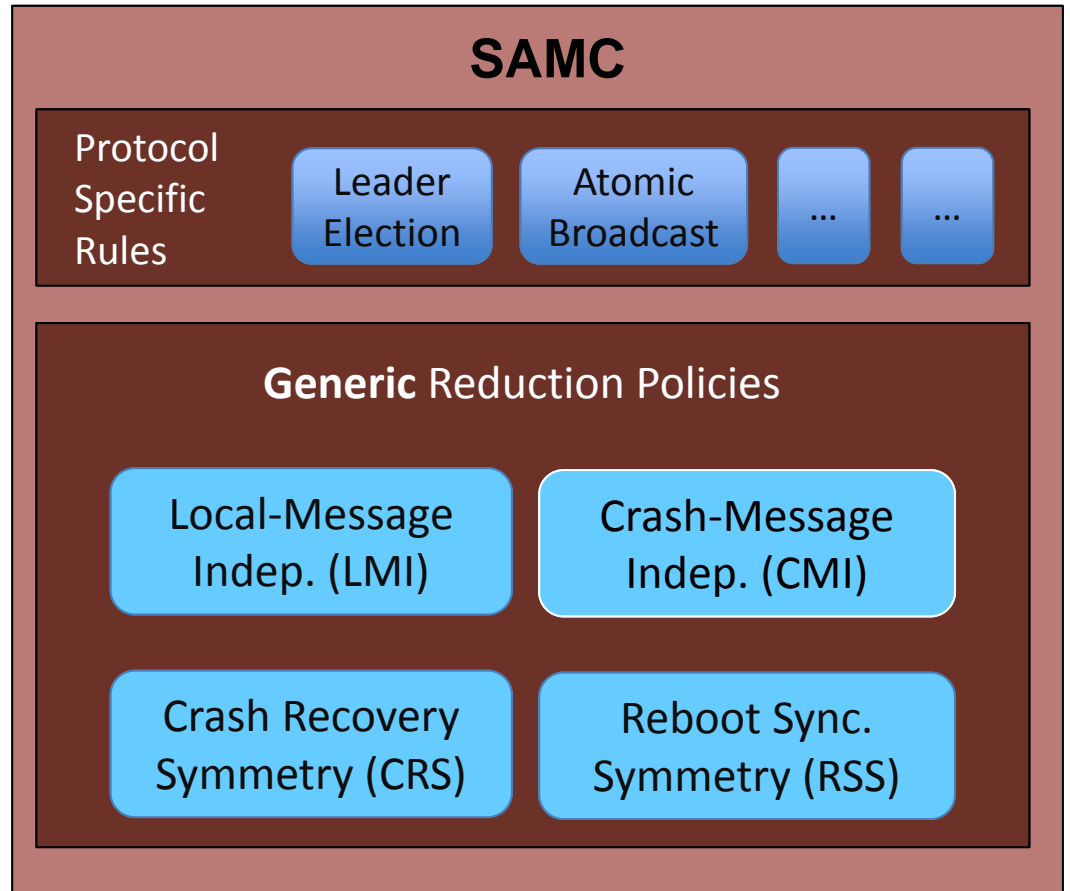 SAMC
Protocol
Specific
Rules
Leader
Election
Atomic
Broadcast
...
...
Generic Reduction Policies
Local-Message
Indep. (LMI)
Crash-Message
Indep. (CMI)
Crash Recovery
Symmetry (CRS)
Reboot Sync.
Symmetry (RSS)